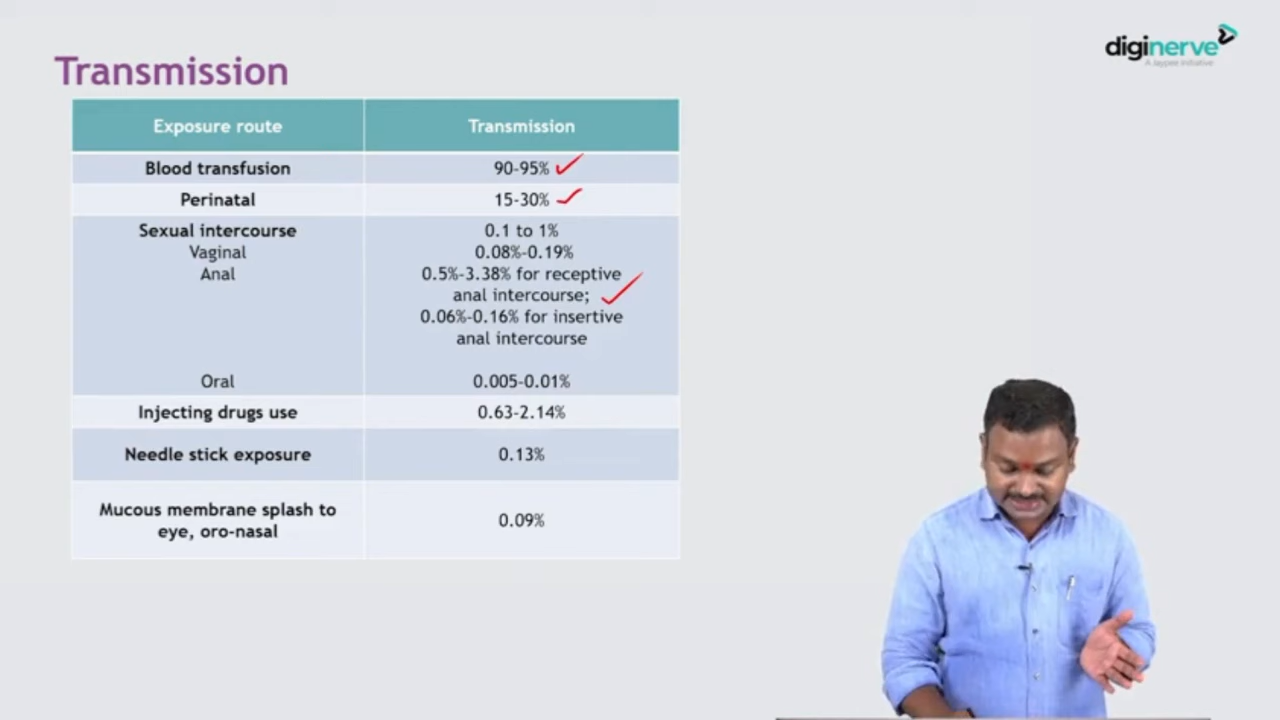 diginerve
A Jaypee Initiative
Transmission
Exposure route
Transmission
Blood transfusion
90-95%
Perinatal
15-30%
Sexual intercourse
0.1 to 1%
Vaginal
0.08%-0.19%
Anal
0.5%-3.38% for receptive
anal intercourse;
0.06%-0.16% for insertive
anal intercourse
Oral
0.005-0.01%
Injecting drugs use
0.63-2.14%
Needle stick exposure
0.13%
Mucous membrane splash to
eye, oro-nasal
0.09%